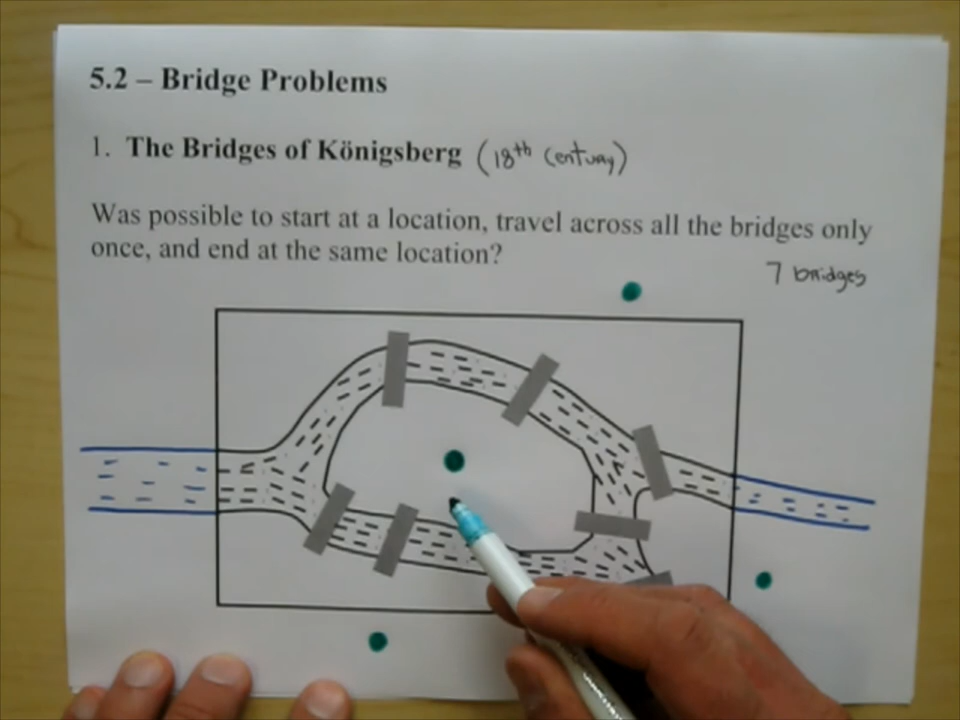 5.2 – Bridge Problems
1. The Bridges of Königsberg (18th Century)
Was possible to start at a location, travel across all the bridges only
once, and end at the same location?
7 bridges